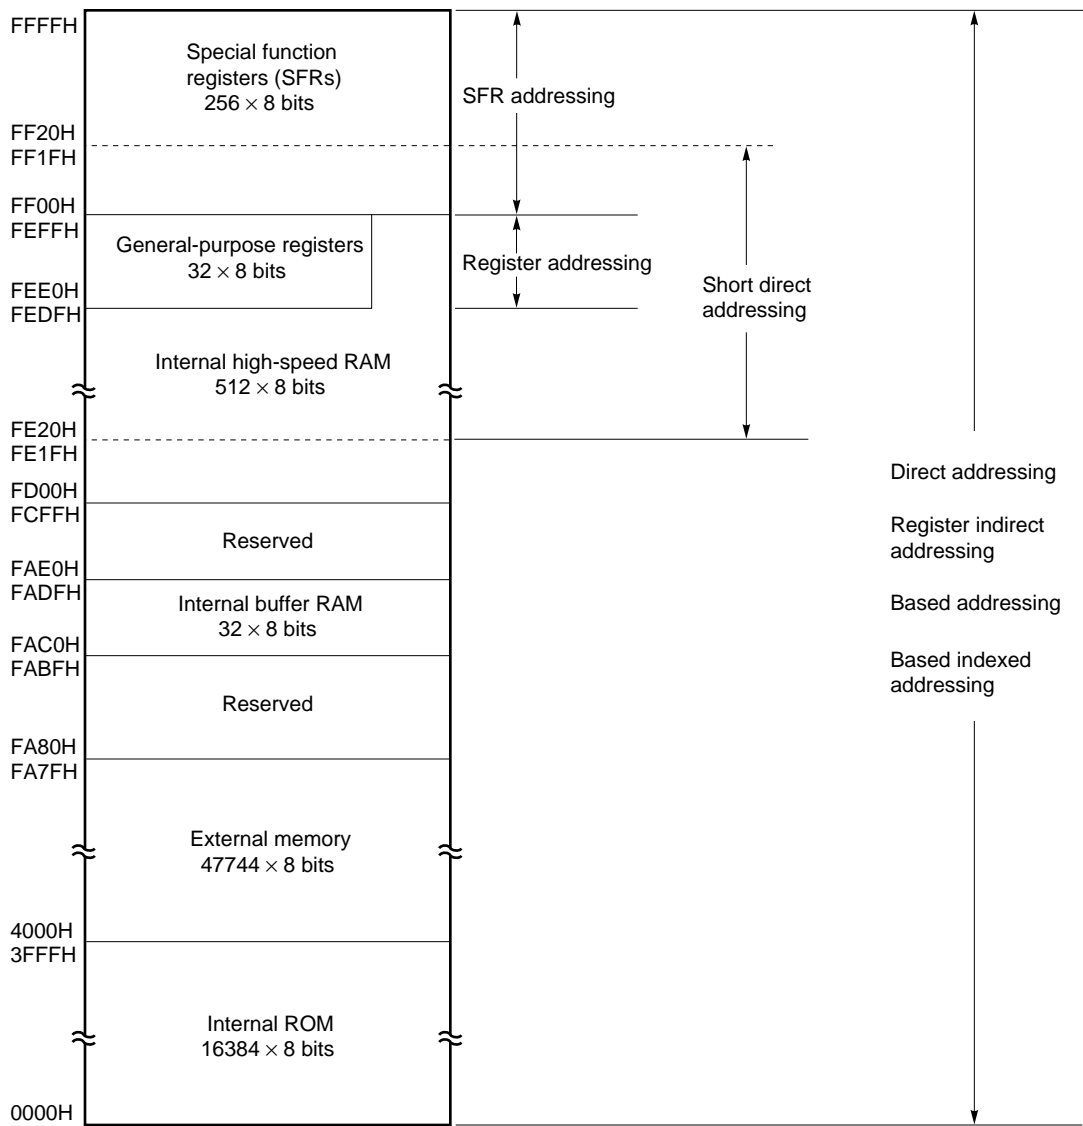 FFFFH
Special function
registers (SFRs)
256 × 8 bits
SFR addressing
FF20H
FF1FH
FF00H
FEFFH
General-purpose registers
32 × 8 bits
Register addressing
Short direct
addressing
FEE0H
FEDFH
Internal high-speed RAM
512 × 8 bits
FE20H
FE1FH
Direct addressing
FD00H
FCFFH
Reserved
Register indirect
addressing
FAE0H
FADFH
Internal buffer RAM
32 × 8 bits
Based addressing
FAC0H
FABFH
Based indexed
addressing
Reserved
FA80H
FA7FH
External memory
47744 × 8 bits
4000H
3FFFH
Internal ROM
16384 × 8 bits
0000H